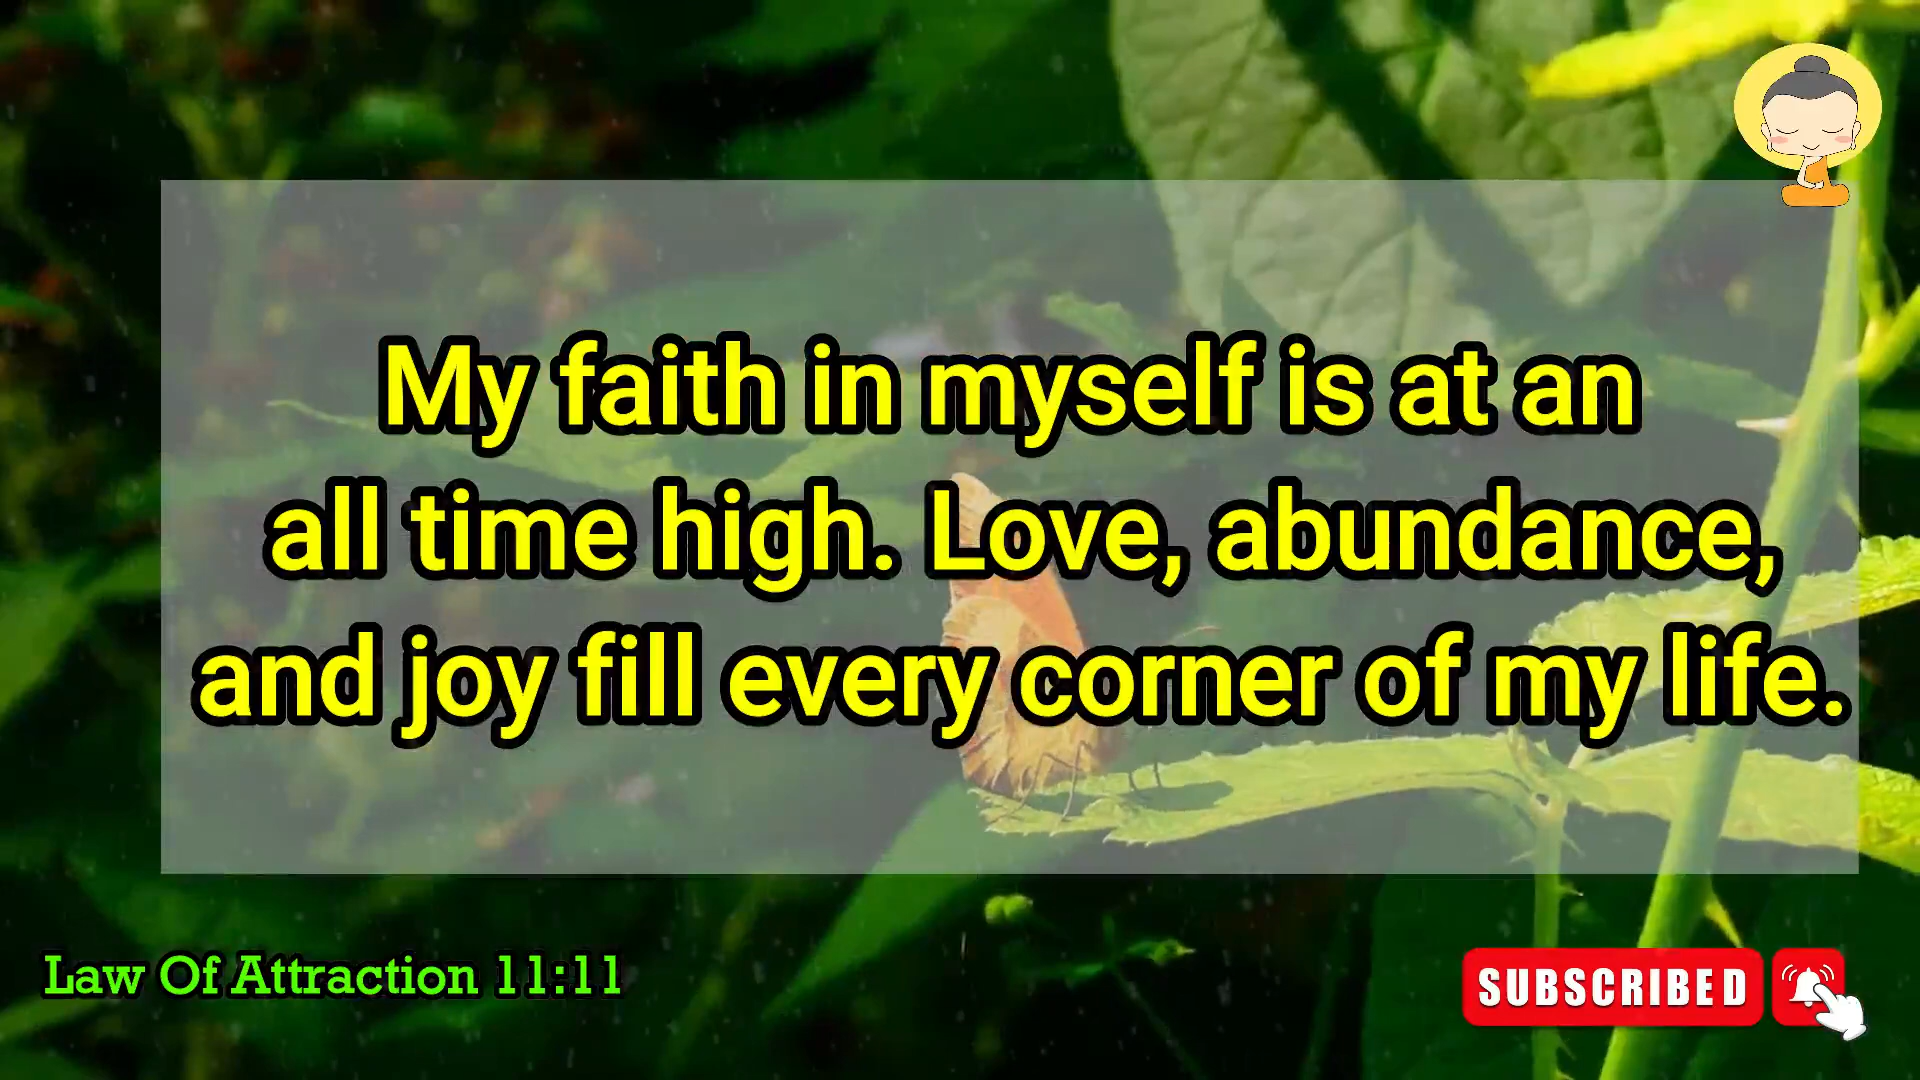 My faith in myself is at an
all time high. Love, abundance,
and joy fill every corner of my life.
Law Of Attraction 11:11
SUBSCRIBED